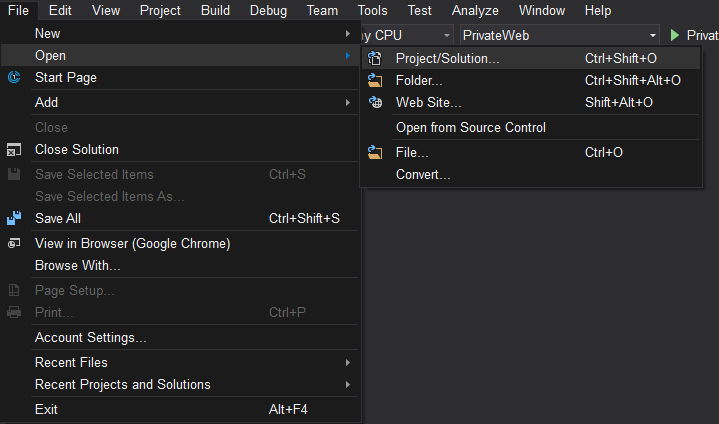 File Edit View Project Build Debug Team Tools Test Analyze Window Help
ny CPU PrivateWeb Privat
New
Open
Start Page
Add
Close
Close Solution
Save Selected Items Ctrl+S
Save Selected Items As...
Save All Ctrl+Shift+S
View in Browser (Google Chrome)
Browse With...
Page Setup...
Print... Ctrl+P
Account Settings...
Recent Files
Recent Projects and Solutions
Exit Alt+F4
Project/Solution... Ctrl+Shift+O
Folder... Ctrl+Shift+Alt+O
Web Site... Shift+Alt+O
Open from Source Control
File... Ctrl+O
Convert...